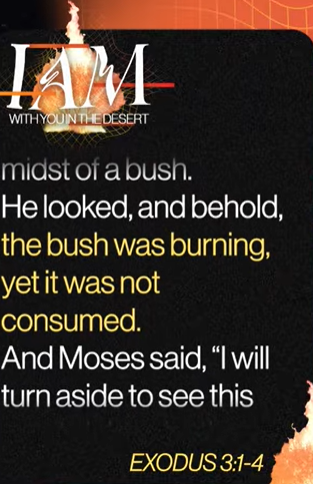 I AM
WITH YOU IN THE DESERT
midst of a bush.
He looked, and behold,
the bush was burning,
yet it was not
consumed.
And Moses said, “I will
turn aside to see this
EXODUS 3:1-4